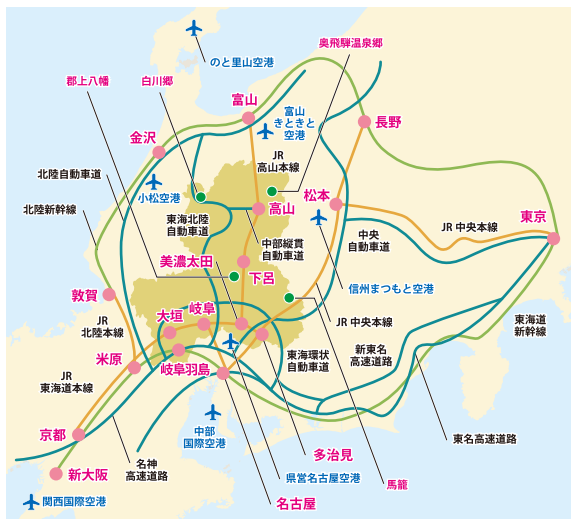 のと里山空港
奥飛騨温泉郷
郡上八幡
白川郷
富山
富山
きときと
空港
長野
金沢
JR
高山本線
北陸自動車道
小松空港
松本
北陸新幹線
東海北陸
自動車道
高山
東京
JR 中央本線
中央
自動車道
中部縦貫
自動車道
美濃太田
下呂
信州まつもと空港
敦賀
大垣
岐阜
JR
北陸本線
JR 中央本線
東海道
新幹線
米原
岐阜羽島
東海環状
自動車道
新東名
高速道路
JR
東海道本線
京都
中部
国際空港
東名高速道路
多治見
名神
高速道路
新大阪
県営名古屋空港
馬籠
関西国際空港
名古屋